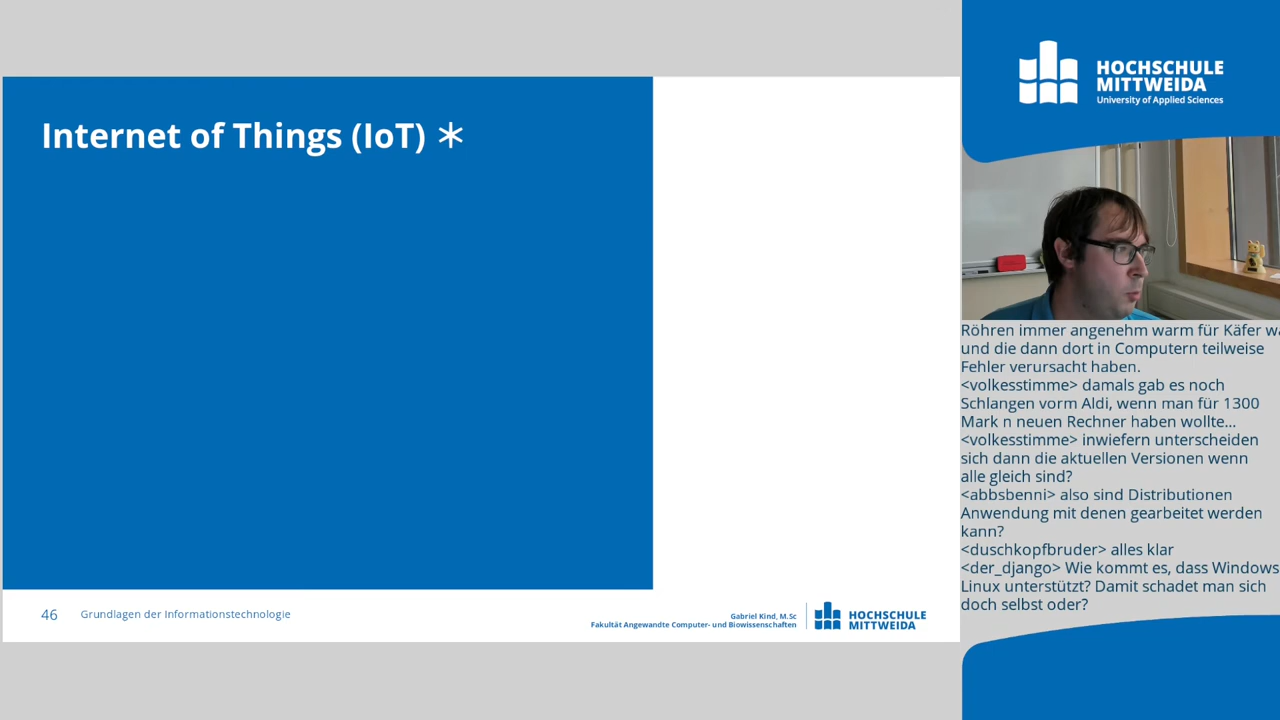 Internet of Things (IoT) *
46
Grundlagen der Informationstechnologie
Gabriel Kind, M.Sc
Fakultät Angewandte Computer- und Biowissenschaften
HOCHSCHULE
MITTWEIDA
HOCHSCHULE
MITTWEIDA
University of Applied Sciences
Röhren immer angenehm warm für Käfer
und die dann dort in Computern teilweise
Fehler verursacht haben.
<volkesstimme> damals gab es noch
Schlangen vorm Aldi, wenn man für 1300
Mark n neuen Rechner haben wollte...
<volkesstimme> inwiefern unterscheiden
sich dann die aktuellen Versionen wenn
alle gleich sind?
<abbsbenni> also sind Distributionen
Anwendung mit denen gearbeitet werden
kann?
<duschkopfbruder> alles klar
<der_django> Wie kommt es, dass Windows
Linux unterstützt? Damit schadet man sich
doch selbst oder?